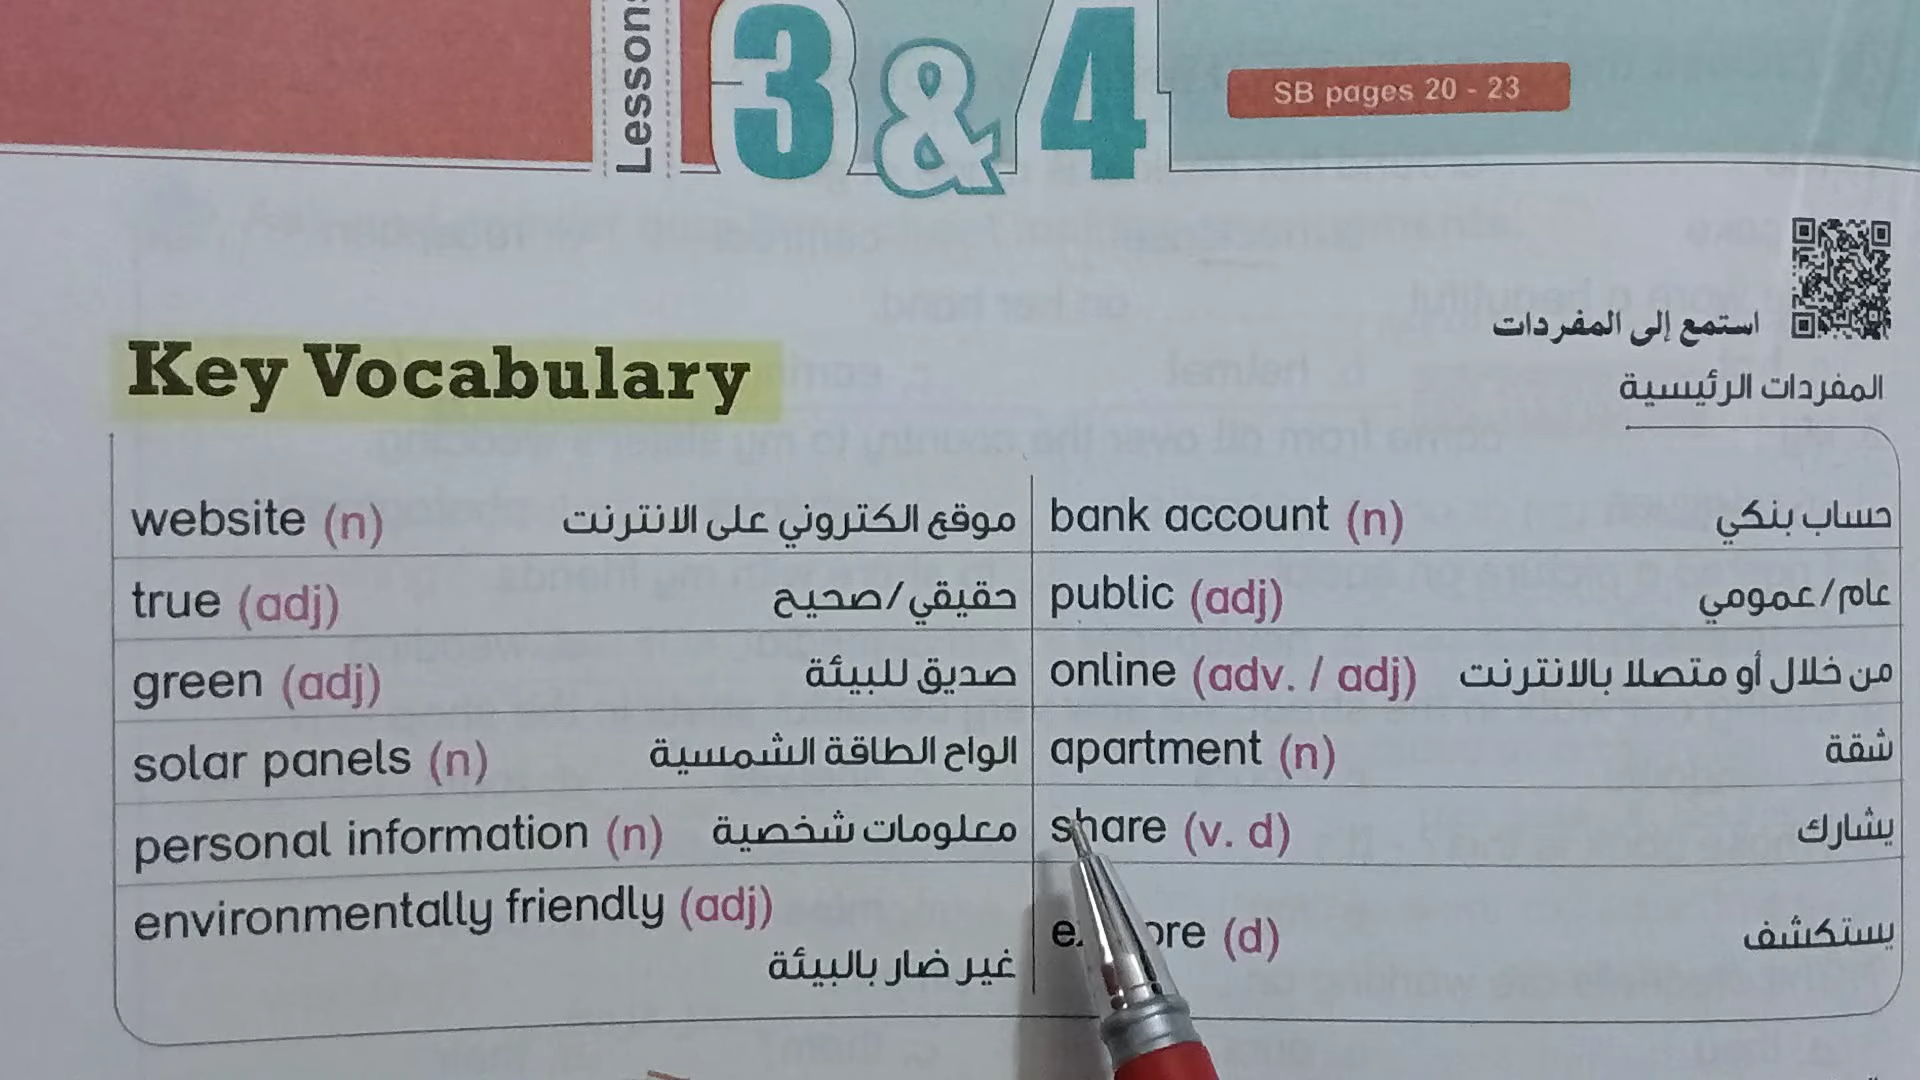 Lessons
3 & 4
SB pages 20 - 23
استمع إلى المفردات
Key Vocabulary
المفردات الرئيسية
website (n) موقع الكتروني على الانترنت
bank account (n) حساب بنكي
true (adj) حقيقي/صحيح
public (adj) عام/عمومي
green (adj) صديق للبيئة
online (adv. / adj) من خلال أو متصلا بالانترنت
solar panels (n) الواح الطاقة الشمسية
apartment (n) شقة
personal information (n) معلومات شخصية
share (v. d) يشارك
environmentally friendly (adj)
غير ضار بالبيئة
(d) يستكشف